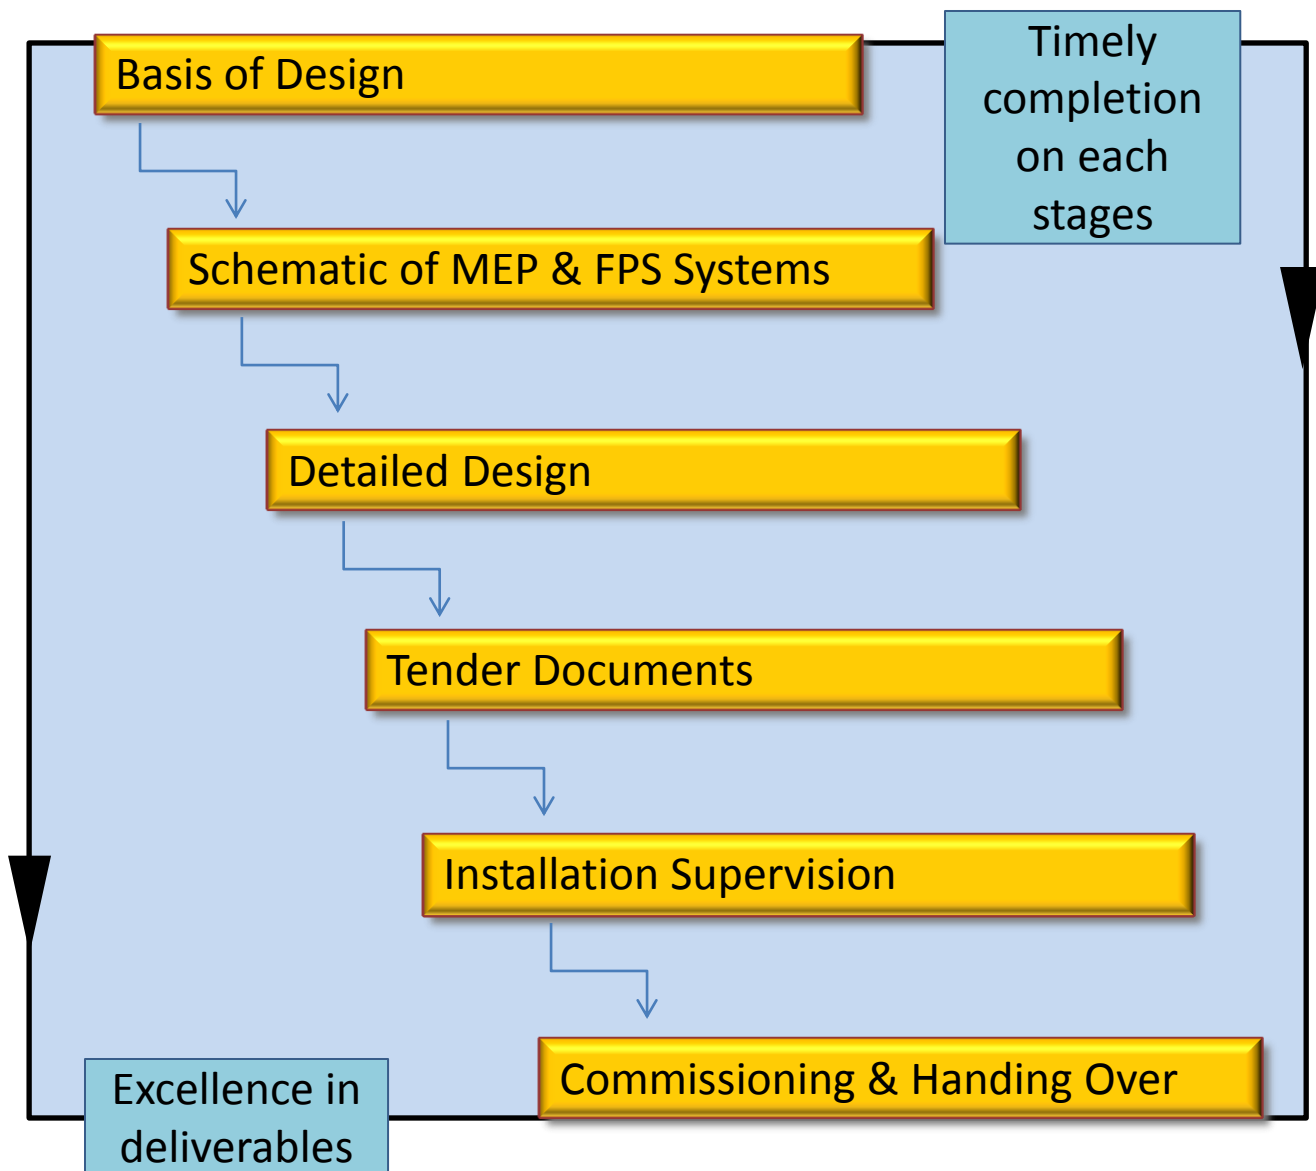 Basis of Design
Timely
completion
on each
stages
Schematic of MEP & FPS Systems
Detailed Design
Tender Documents
Installation Supervision
Commissioning & Handing Over
Excellence in
deliverables